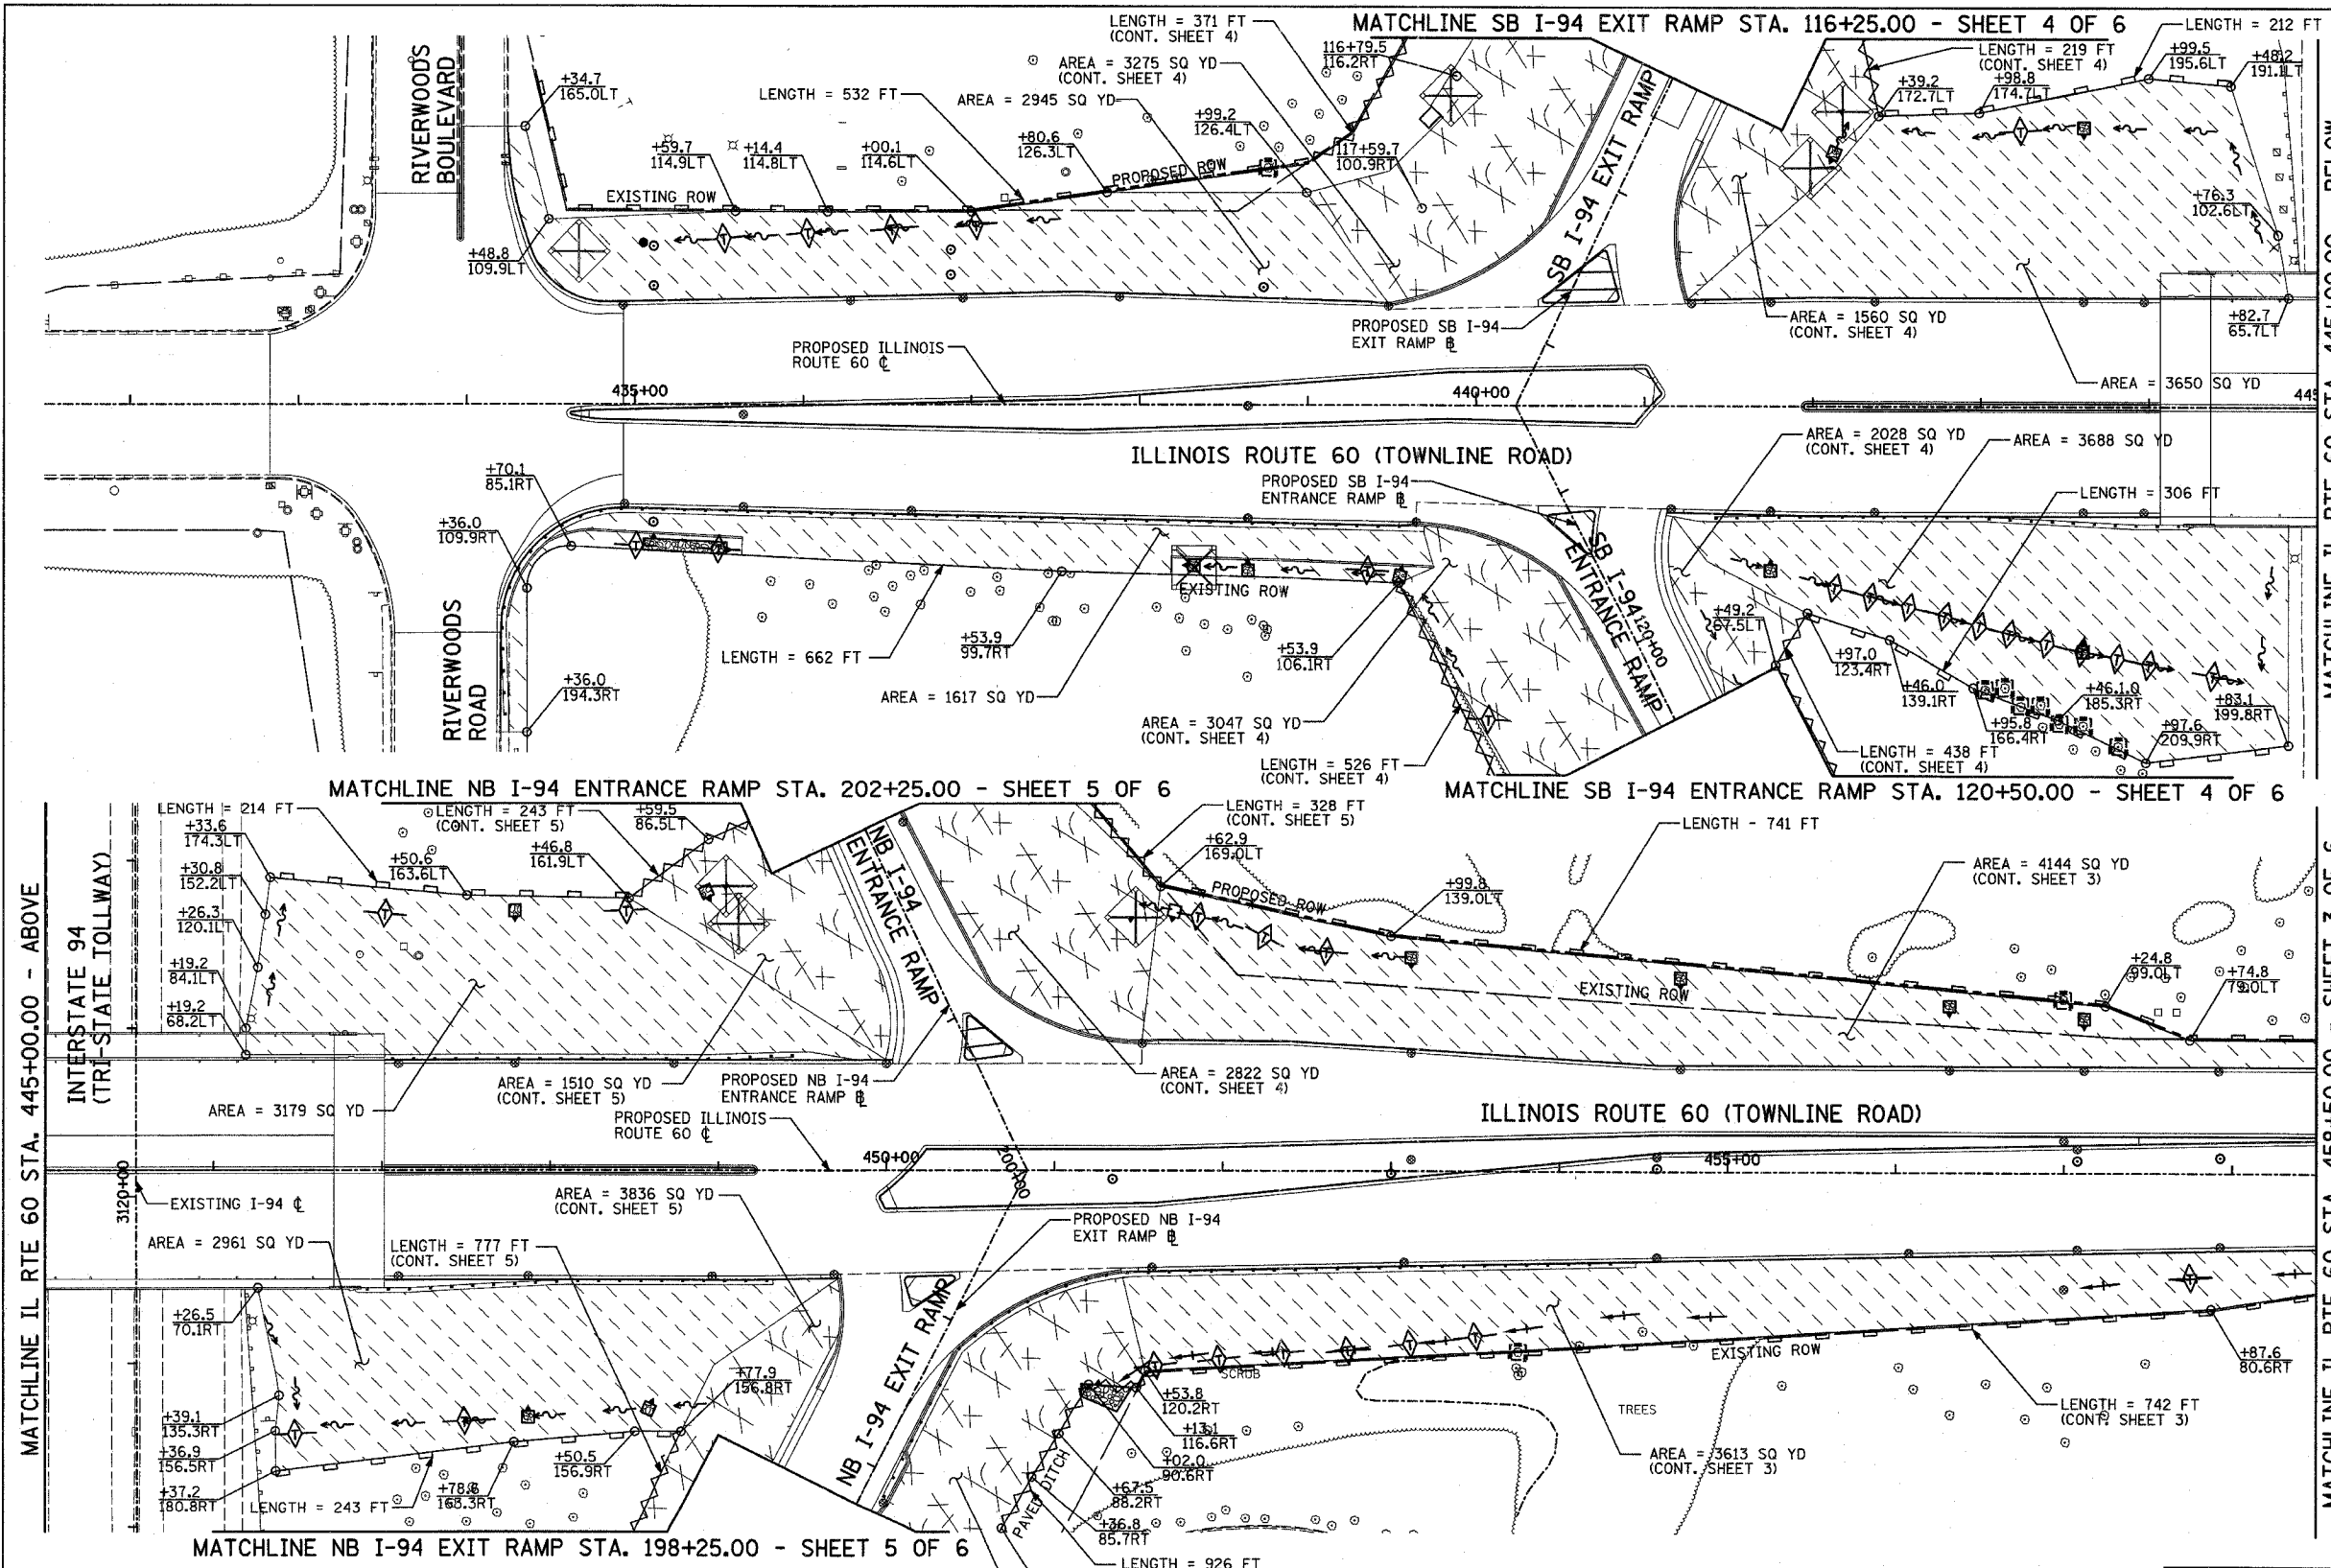 MATCHLINE SB I-94 EXIT RAMP STA. 116+25.00 - SHEET 4 OF 6
LENGTH = 371 FT
(CONT. SHEET 4)
LENGTH = 212 FT
LENGTH = 219 FT
(CONT. SHEET 4)
116+79.5
116.2RT
AREA = 3275 SQ YD
(CONT. SHEET 4)
+99.5
195.6LT
+48.2
191.1LT
+34.7
165.0LT
LENGTH = 532 FT
AREA = 2945 SQ YD
+39.2
172.7LT
+98.8
174.7LT
RIVERWOODS
BOULEVARD
+99.2
126.4LT
+59.7
114.9LT
+14.4
114.8LT
+00.1
114.6LT
+80.6
126.3LT
117+59.7
100.9RT
PROPOSED ROW
EXISTING ROW
SB I-94 EXIT RAMP
+76.3
102.6LT
+48.8
109.9LT
PROPOSED SB I-94
EXIT RAMP ℄
AREA = 1560 SQ YD
(CONT. SHEET 4)
+82.7
65.7LT
PROPOSED ILLINOIS
ROUTE 60 ℄
AREA = 3650 SQ YD
435+00
440+00
445
ILLINOIS ROUTE 60 (TOWNLINE ROAD)
AREA = 2028 SQ YD
(CONT. SHEET 4)
AREA = 3688 SQ YD
+70.1
85.1RT
PROPOSED SB I-94
ENTRANCE RAMP ℄
LENGTH = 306 FT
+36.0
109.9RT
SB I-94
ENTRANCE RAMP
120+00
EXISTING ROW
+49.2
67.5LT
+53.9
99.7RT
LENGTH = 662 FT
+53.9
106.1RT
+97.0
123.4RT
+46.0
139.1RT
+46.1.0
185.3RT
+83.1
199.8RT
+36.0
194.3RT
AREA = 1617 SQ YD
RIVERWOODS
ROAD
AREA = 3047 SQ YD
(CONT. SHEET 4)
+95.8
166.4RT
+97.6
209.9RT
LENGTH = 526 FT
(CONT. SHEET 4)
LENGTH = 438 FT
(CONT. SHEET 4)
MATCHLINE NB I-94 ENTRANCE RAMP STA. 202+25.00 - SHEET 5 OF 6
MATCHLINE SB I-94 ENTRANCE RAMP STA. 120+50.00 - SHEET 4 OF 6
LENGTH = 214 FT
LENGTH = 243 FT
(CONT. SHEET 5)
+59.5
86.5LT
LENGTH = 328 FT
(CONT. SHEET 5)
LENGTH - 741 FT
+33.6
174.3LT
+50.6
163.6LT
+46.8
161.9LT
+62.9
169.0LT
AREA = 4144 SQ YD
(CONT. SHEET 3)
+30.8
152.2LT
NB I-94
ENTRANCE RAMP
PROPOSED ROW
+99.8
139.0LT
+26.3
120.1LT
INTERSTATE 94
(TRI-STATE TOLLWAY)
MATCHLINE IL RTE 60 STA. 445+00.00 - ABOVE
+19.2
84.1LT
+24.8
99.0LT
+74.8
79.0LT
EXISTING ROW
+19.2
68.2LT
AREA = 1510 SQ YD
(CONT. SHEET 5)
PROPOSED NB I-94
ENTRANCE RAMP ℄
AREA = 2822 SQ YD
(CONT. SHEET 4)
AREA = 3179 SQ YD
PROPOSED ILLINOIS
ROUTE 60 ℄
ILLINOIS ROUTE 60 (TOWNLINE ROAD)
450+00
200+00
455+00
3120+00
EXISTING I-94 ℄
AREA = 3836 SQ YD
(CONT. SHEET 5)
PROPOSED NB I-94
EXIT RAMP ℄
AREA = 2961 SQ YD
LENGTH = 777 FT
(CONT. SHEET 5)
+26.5
70.1RT
NB I-94 EXIT RAMP
EXISTING ROW
+87.6
80.6RT
+77.9
156.8RT
SCRUB
+53.8
120.2RT
TREES
LENGTH = 742 FT
(CONT. SHEET 3)
+39.1
135.3RT
+13.1
116.6RT
+36.9
156.5RT
+50.5
156.9RT
AREA = 3613 SQ YD
(CONT. SHEET 3)
+02.0
90.6RT
+37.2
180.8RT
LENGTH = 243 FT
+67.5
88.2RT
PAVED DITCH
+36.8
85.7RT
MATCHLINE NB I-94 EXIT RAMP STA. 198+25.00 - SHEET 5 OF 6
LENGTH = 926 FT